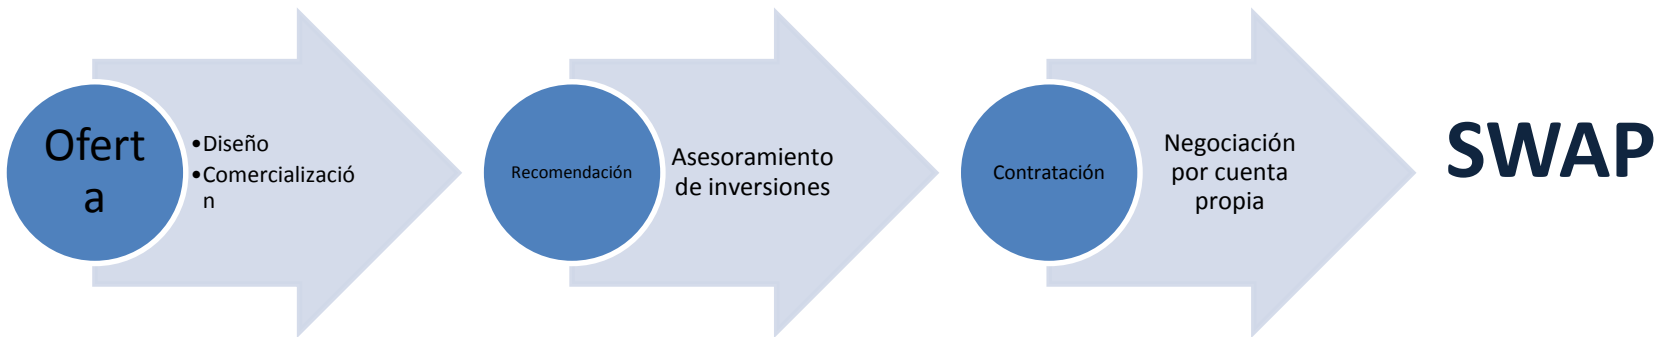 Ofert
a
•Diseño
•Comercializació
n
Recomendación
Asesoramiento
de inversiones
Contratación
Negociación
por cuenta
propia
SWAP